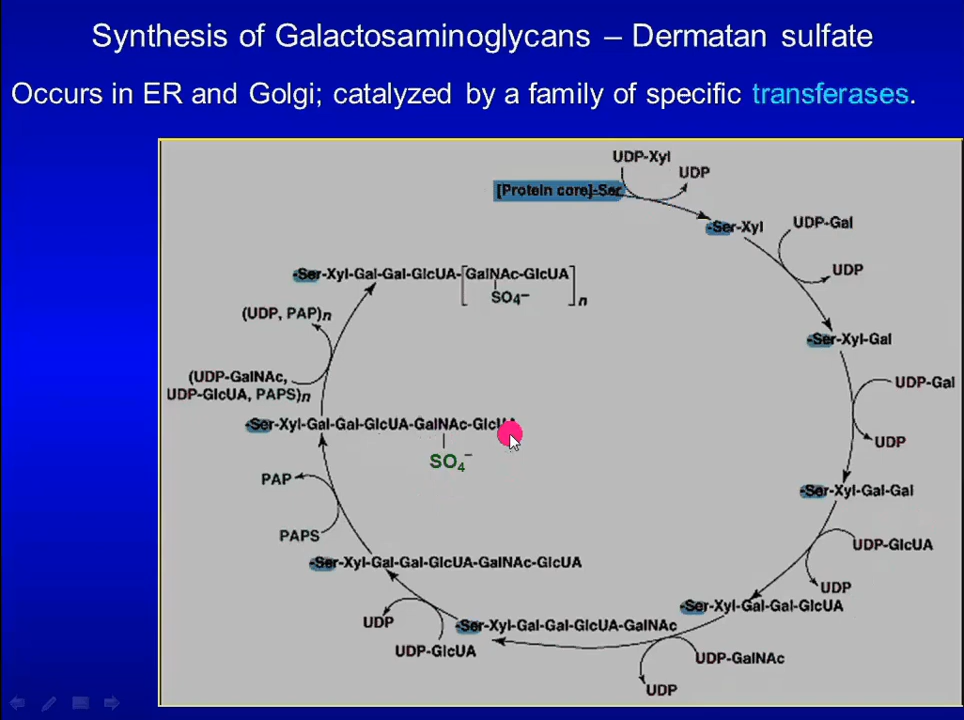 Synthesis of Galactosaminoglycans – Dermatan sulfate
Occurs in ER and Golgi; catalyzed by a family of specific transferases.
UDP-Xyl
UDP
[Protein core]-Ser
-Ser-Xyl
UDP-Gal
UDP
-Ser-Xyl-Gal
UDP-Gal
UDP
-Ser-Xyl-Gal-Gal
UDP-GlcUA
UDP
-Ser-Xyl-Gal-Gal-GlcUA
UDP-GalNAc
UDP
-Ser-Xyl-Gal-Gal-GlcUA-GalNAc
UDP-GlcUA
UDP
-Ser-Xyl-Gal-Gal-GlcUA-GalNAc-GlcUA
PAPS
PAP
-Ser-Xyl-Gal-Gal-GlcUA-GalNAc-GlcUA
SO4–
(UDP-GalNAc,
UDP-GlcUA, PAPS)n
(UDP, PAP)n
-Ser-Xyl-Gal-Gal-GlcUA-[GalNAc-GlcUA]n
SO4–